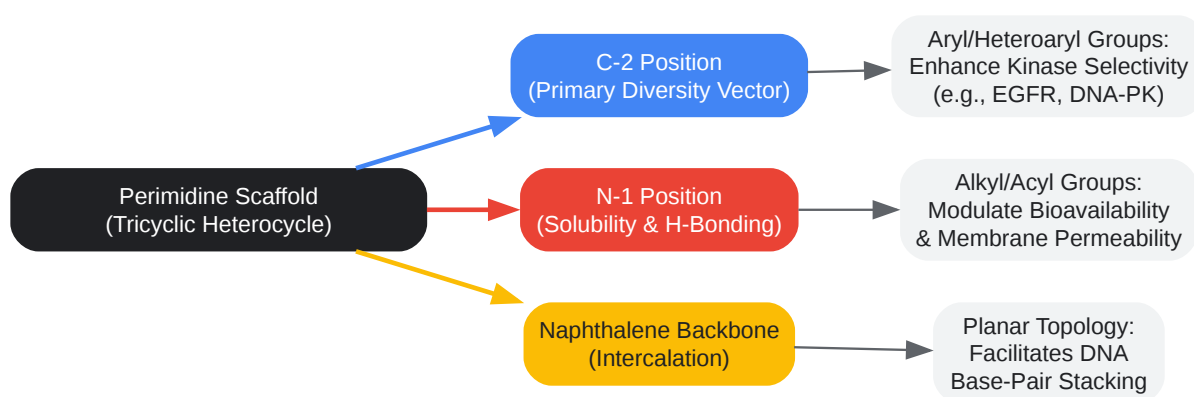 Perimidine Scaffold
(Tricyclic Heterocycle)
C-2 Position
(Primary Diversity Vector)
Aryl/Heteroaryl Groups:
Enhance Kinase Selectivity
(e.g., EGFR, DNA-PK)
N-1 Position
(Solubility & H-Bonding)
Alkyl/Acyl Groups:
Modulate Bioavailability
& Membrane Permeability
Naphthalene Backbone
(Intercalation)
Planar Topology:
Facilitates DNA
Base-Pair Stacking